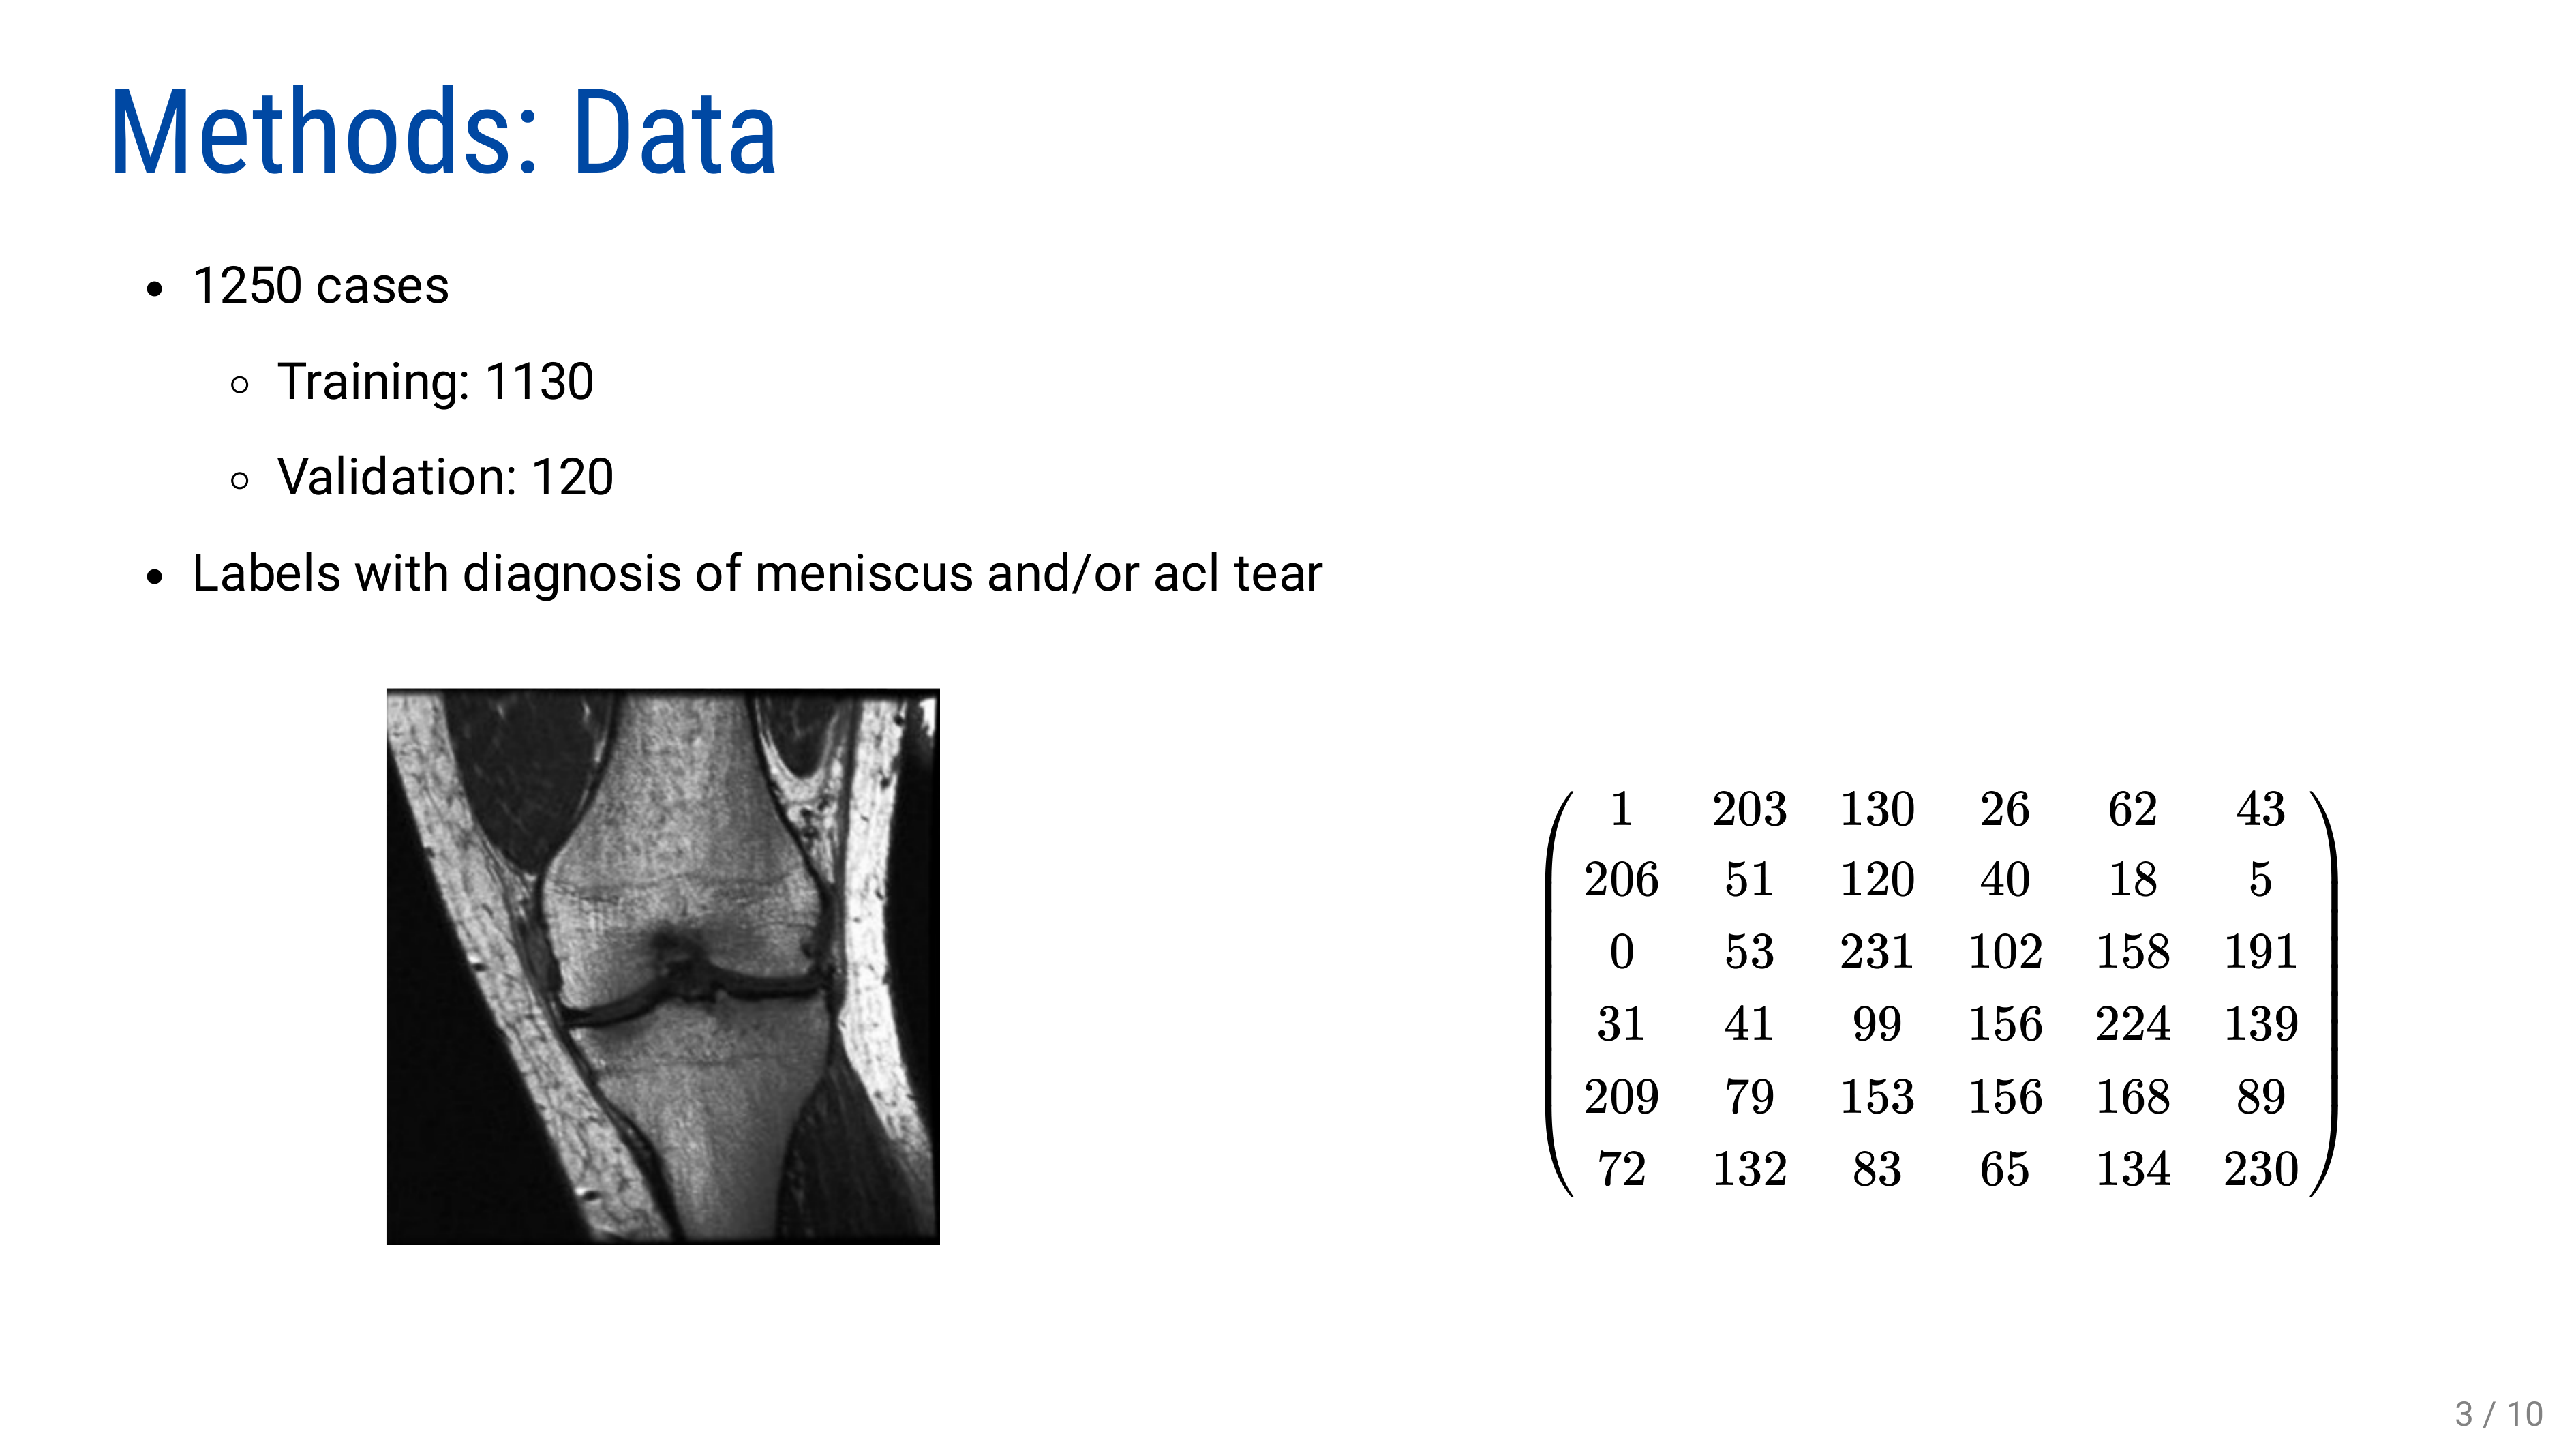 Methods: Data
• 1250 cases
◦ Training: 1130
◦ Validation: 120
• Labels with diagnosis of meniscus and/or acl tear
1 203 130 26 62 43
206 51 120 40 18 5
0 53 231 102 158 191
31 41 99 156 224 139
209 79 153 156 168 89
72 132 83 65 134 230
3 / 10